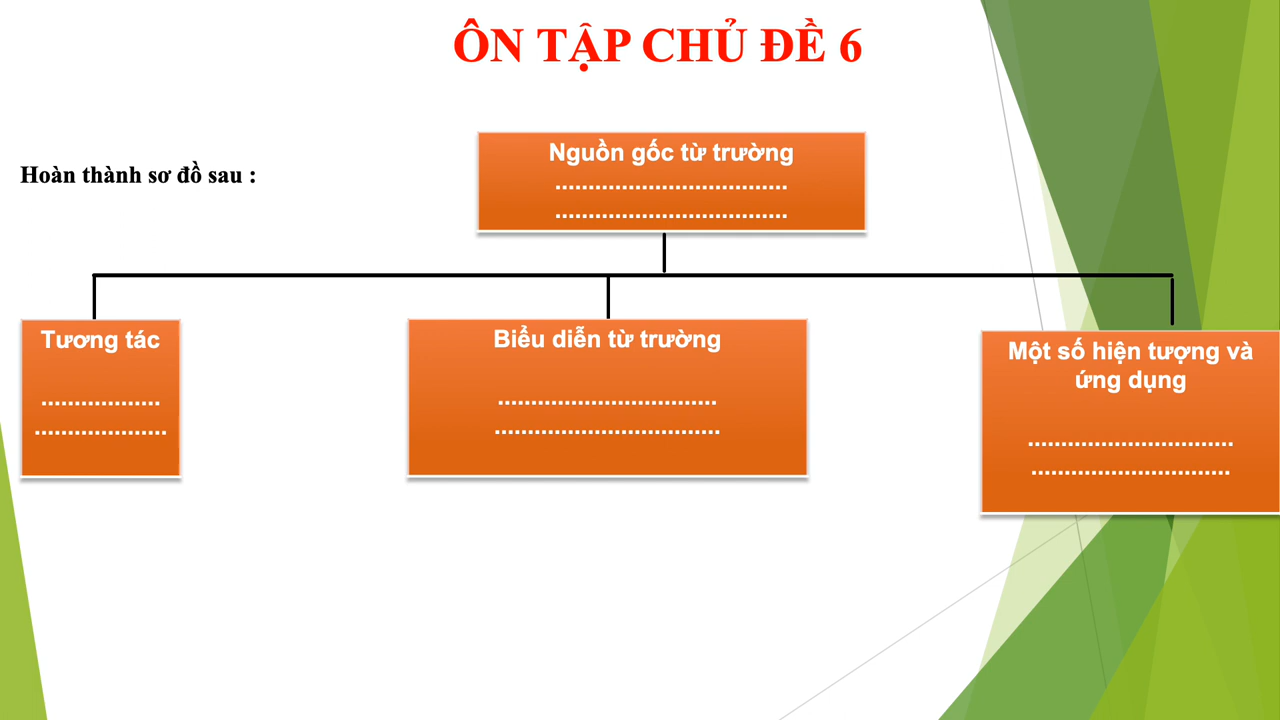 ÔN TẬP CHỦ ĐỀ 6
Hoàn thành sơ đồ sau :
Nguồn gốc từ trường
...................................
...................................
Tương tác
..................
....................
Biểu diễn từ trường
.................................
..................................
Một số hiện tượng và
ứng dụng
...............................
..............................